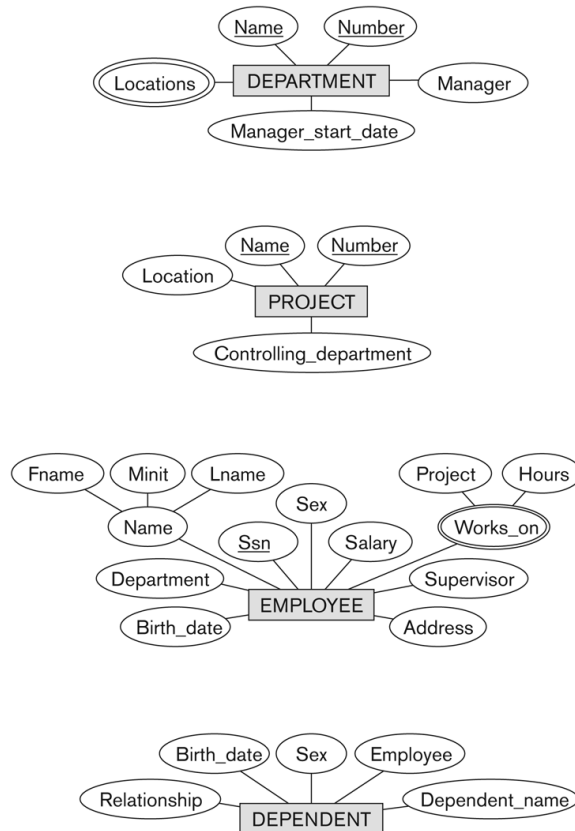 Name
Number
Locations
DEPARTMENT
Manager
Manager_start_date
Name
Number
Location
PROJECT
Controlling_department
Fname
Minit
Lname
Project
Hours
Sex
Name
Works_on
Ssn
Salary
Department
Supervisor
EMPLOYEE
Birth_date
Address
Birth_date
Sex
Employee
Relationship
Dependent_name
DEPENDENT